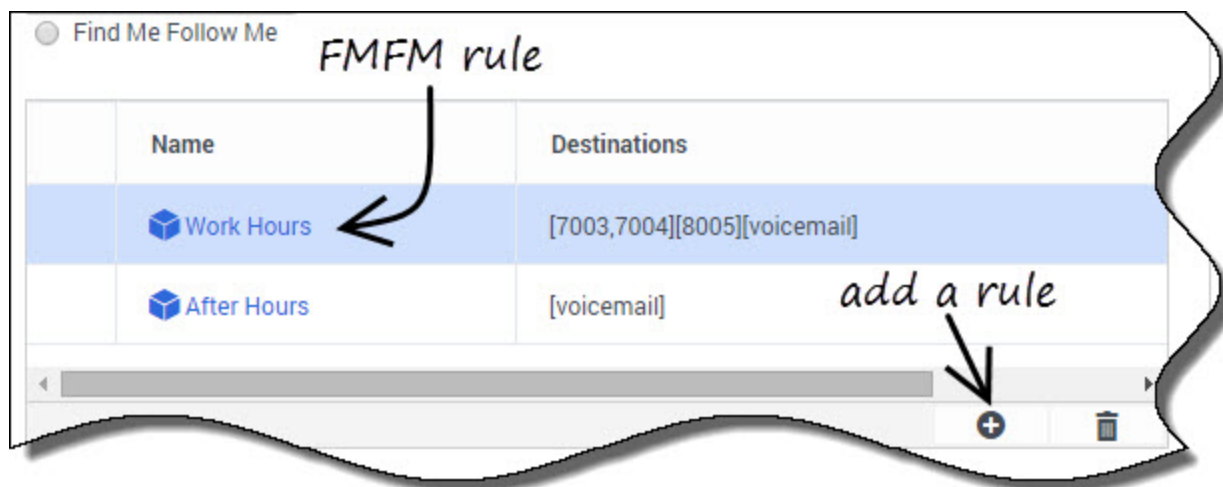 Find Me Follow Me
FMFM rule
Name Destinations
Work Hours [7003,7004][8005][voicemail]
After Hours [voicemail]
add a rule